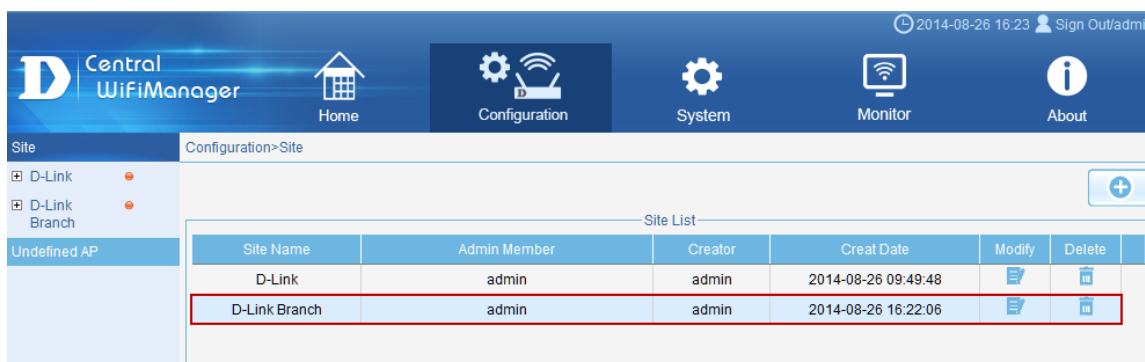 2014-08-26 16:23 Sign Out/admi
D Central
WiFiManager
Home
Configuration
D
System
Monitor
About
Site
Configuration>Site
D-Link
D-Link
Branch
Undefined AP
Site List
Site Name Admin Member Creator Creat Date Modify Delete
D-Link admin admin 2014-08-26 09:49:48
D-Link Branch admin admin 2014-08-26 16:22:06